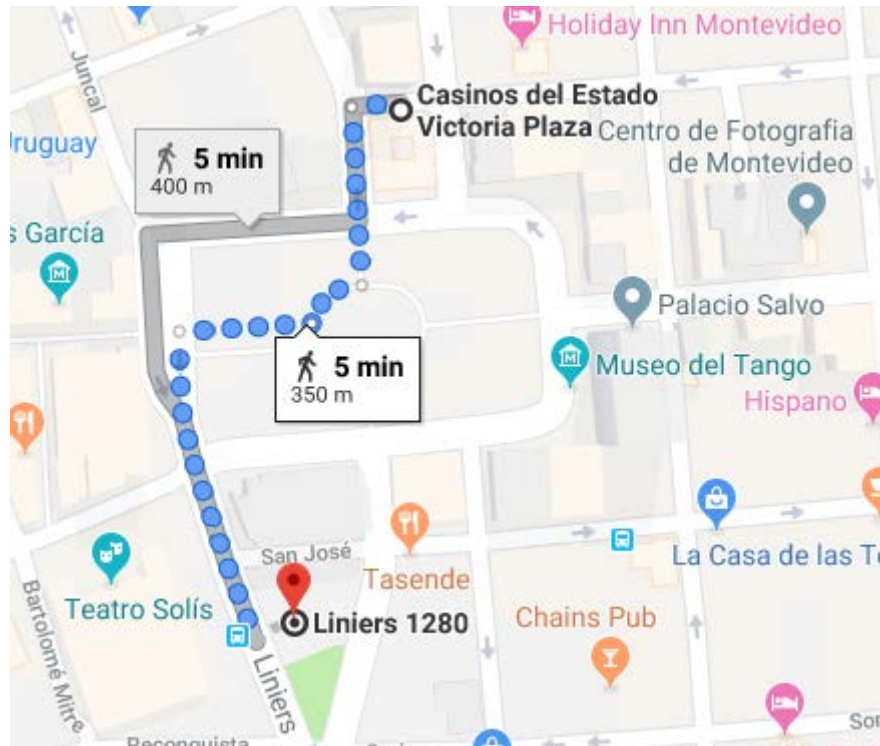 Holiday Inn Montevideo
Juncal
Casinos del Estado
Victoria Plaza
Centro de Fotografia
de Montevideo
Uruguay
5 min
400 m
s García
Palacio Salvo
5 min
350 m
Museo del Tango
Hispano
San José
Tasende
La Casa de las Te
Teatro Solís
Liniers 1280
Chains Pub
Bartolomé Mitre
Liniers
Reconquista
Sor